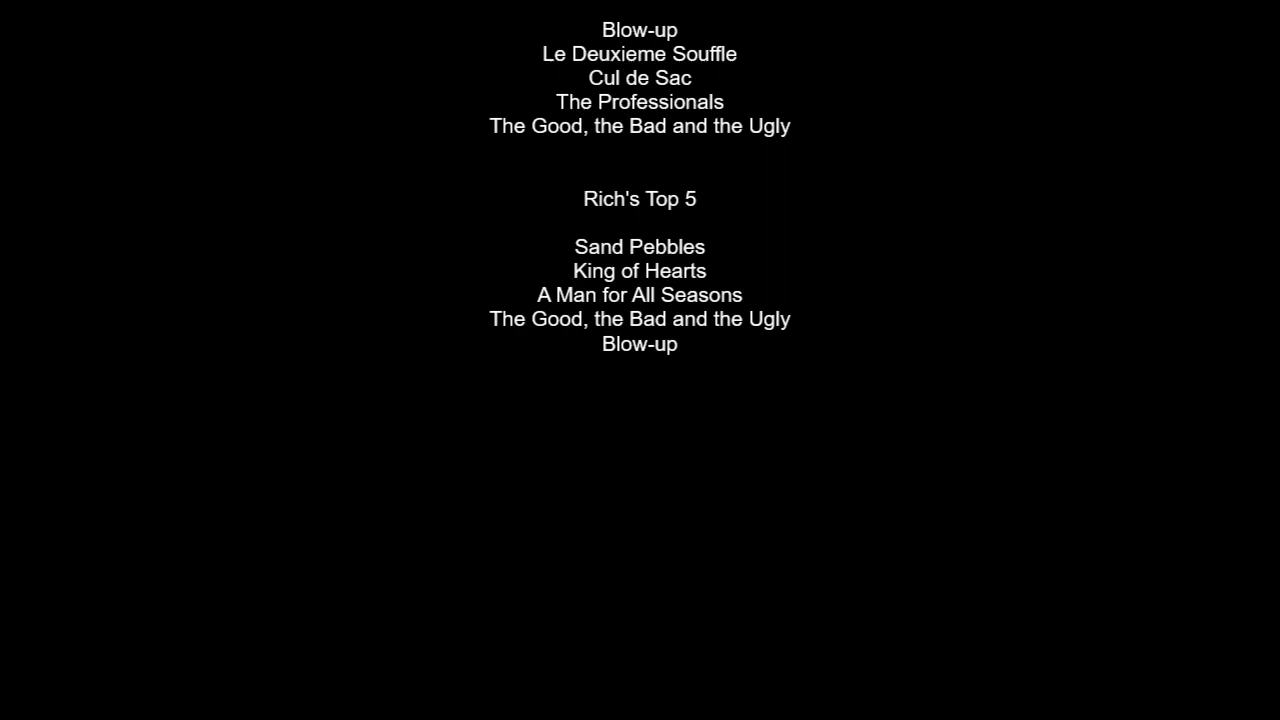 Blow-up
Le Deuxieme Souffle
Cul de Sac
The Professionals
The Good, the Bad and the Ugly
Rich's Top 5
Sand Pebbles
King of Hearts
A Man for All Seasons
The Good, the Bad and the Ugly
Blow-up